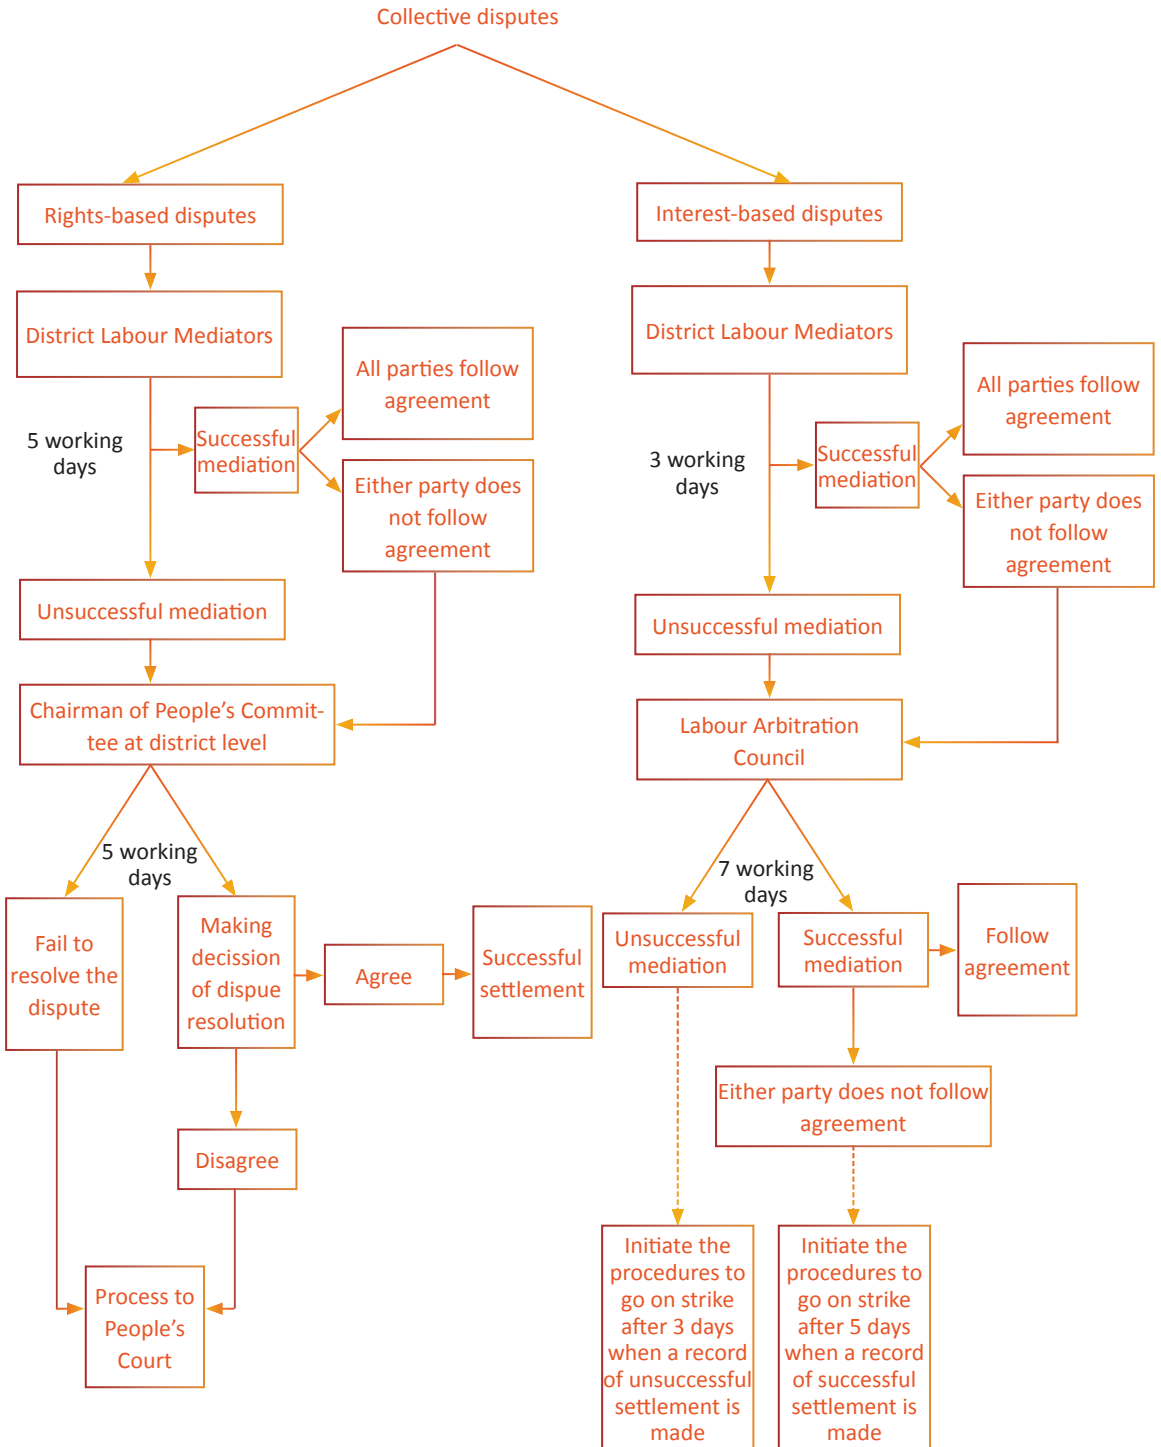 Collective disputes
Rights-based disputes
Interest-based disputes
District Labour Mediators
District Labour Mediators
All parties follow
agreement
All parties follow
agreement
5 working
days
Successful
mediation
3 working
days
Successful
mediation
Either party does
not follow
agreement
Either party does
not follow
agreement
Unsuccessful mediation
Unsuccessful mediation
Chairman of People’s Commit-
tee at district level
Labour Arbitration
Council
5 working
days
7 working
days
Fail to
resolve the
dispute
Making
decission
of dispue
resolution
Agree
Successful
settlement
Unsuccessful
mediation
Successful
mediation
Follow
agreement
Either party does not follow
agreement
Disagree
Process to
People’s
Court
Initiate the
procedures to
go on strike
after 3 days
when a record
of unsuccessful
settlement is
made
Initiate the
procedures to
go on strike
after 5 days
when a record
of successful
settlement is
made